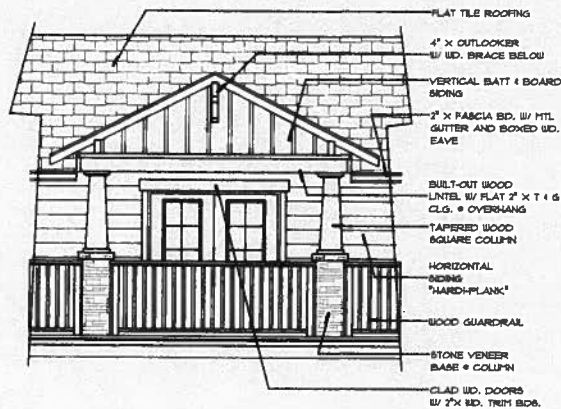 FLAT TILE ROOFING
4" X OUTLOOKER
W/ WD. BRACE BELOW
VERTICAL BATT & BOARD
SIDING
2" X FASCIA BD. W/ MTL
GUTTER AND BOXED WD.
EAVE
BUILT-OUT WOOD
LINTEL W/ FLAT 2" X T & G
CLG. @ OVERHANG
TAPERED WOOD
SQUARE COLUMN
HORIZONTAL
SIDING
"HARDI-PLANK"
WOOD GUARDRAIL
STONE VENEER
BASE @ COLUMN
CLAD WD. DOORS
W/ 2"X WD. TRIM BDS.